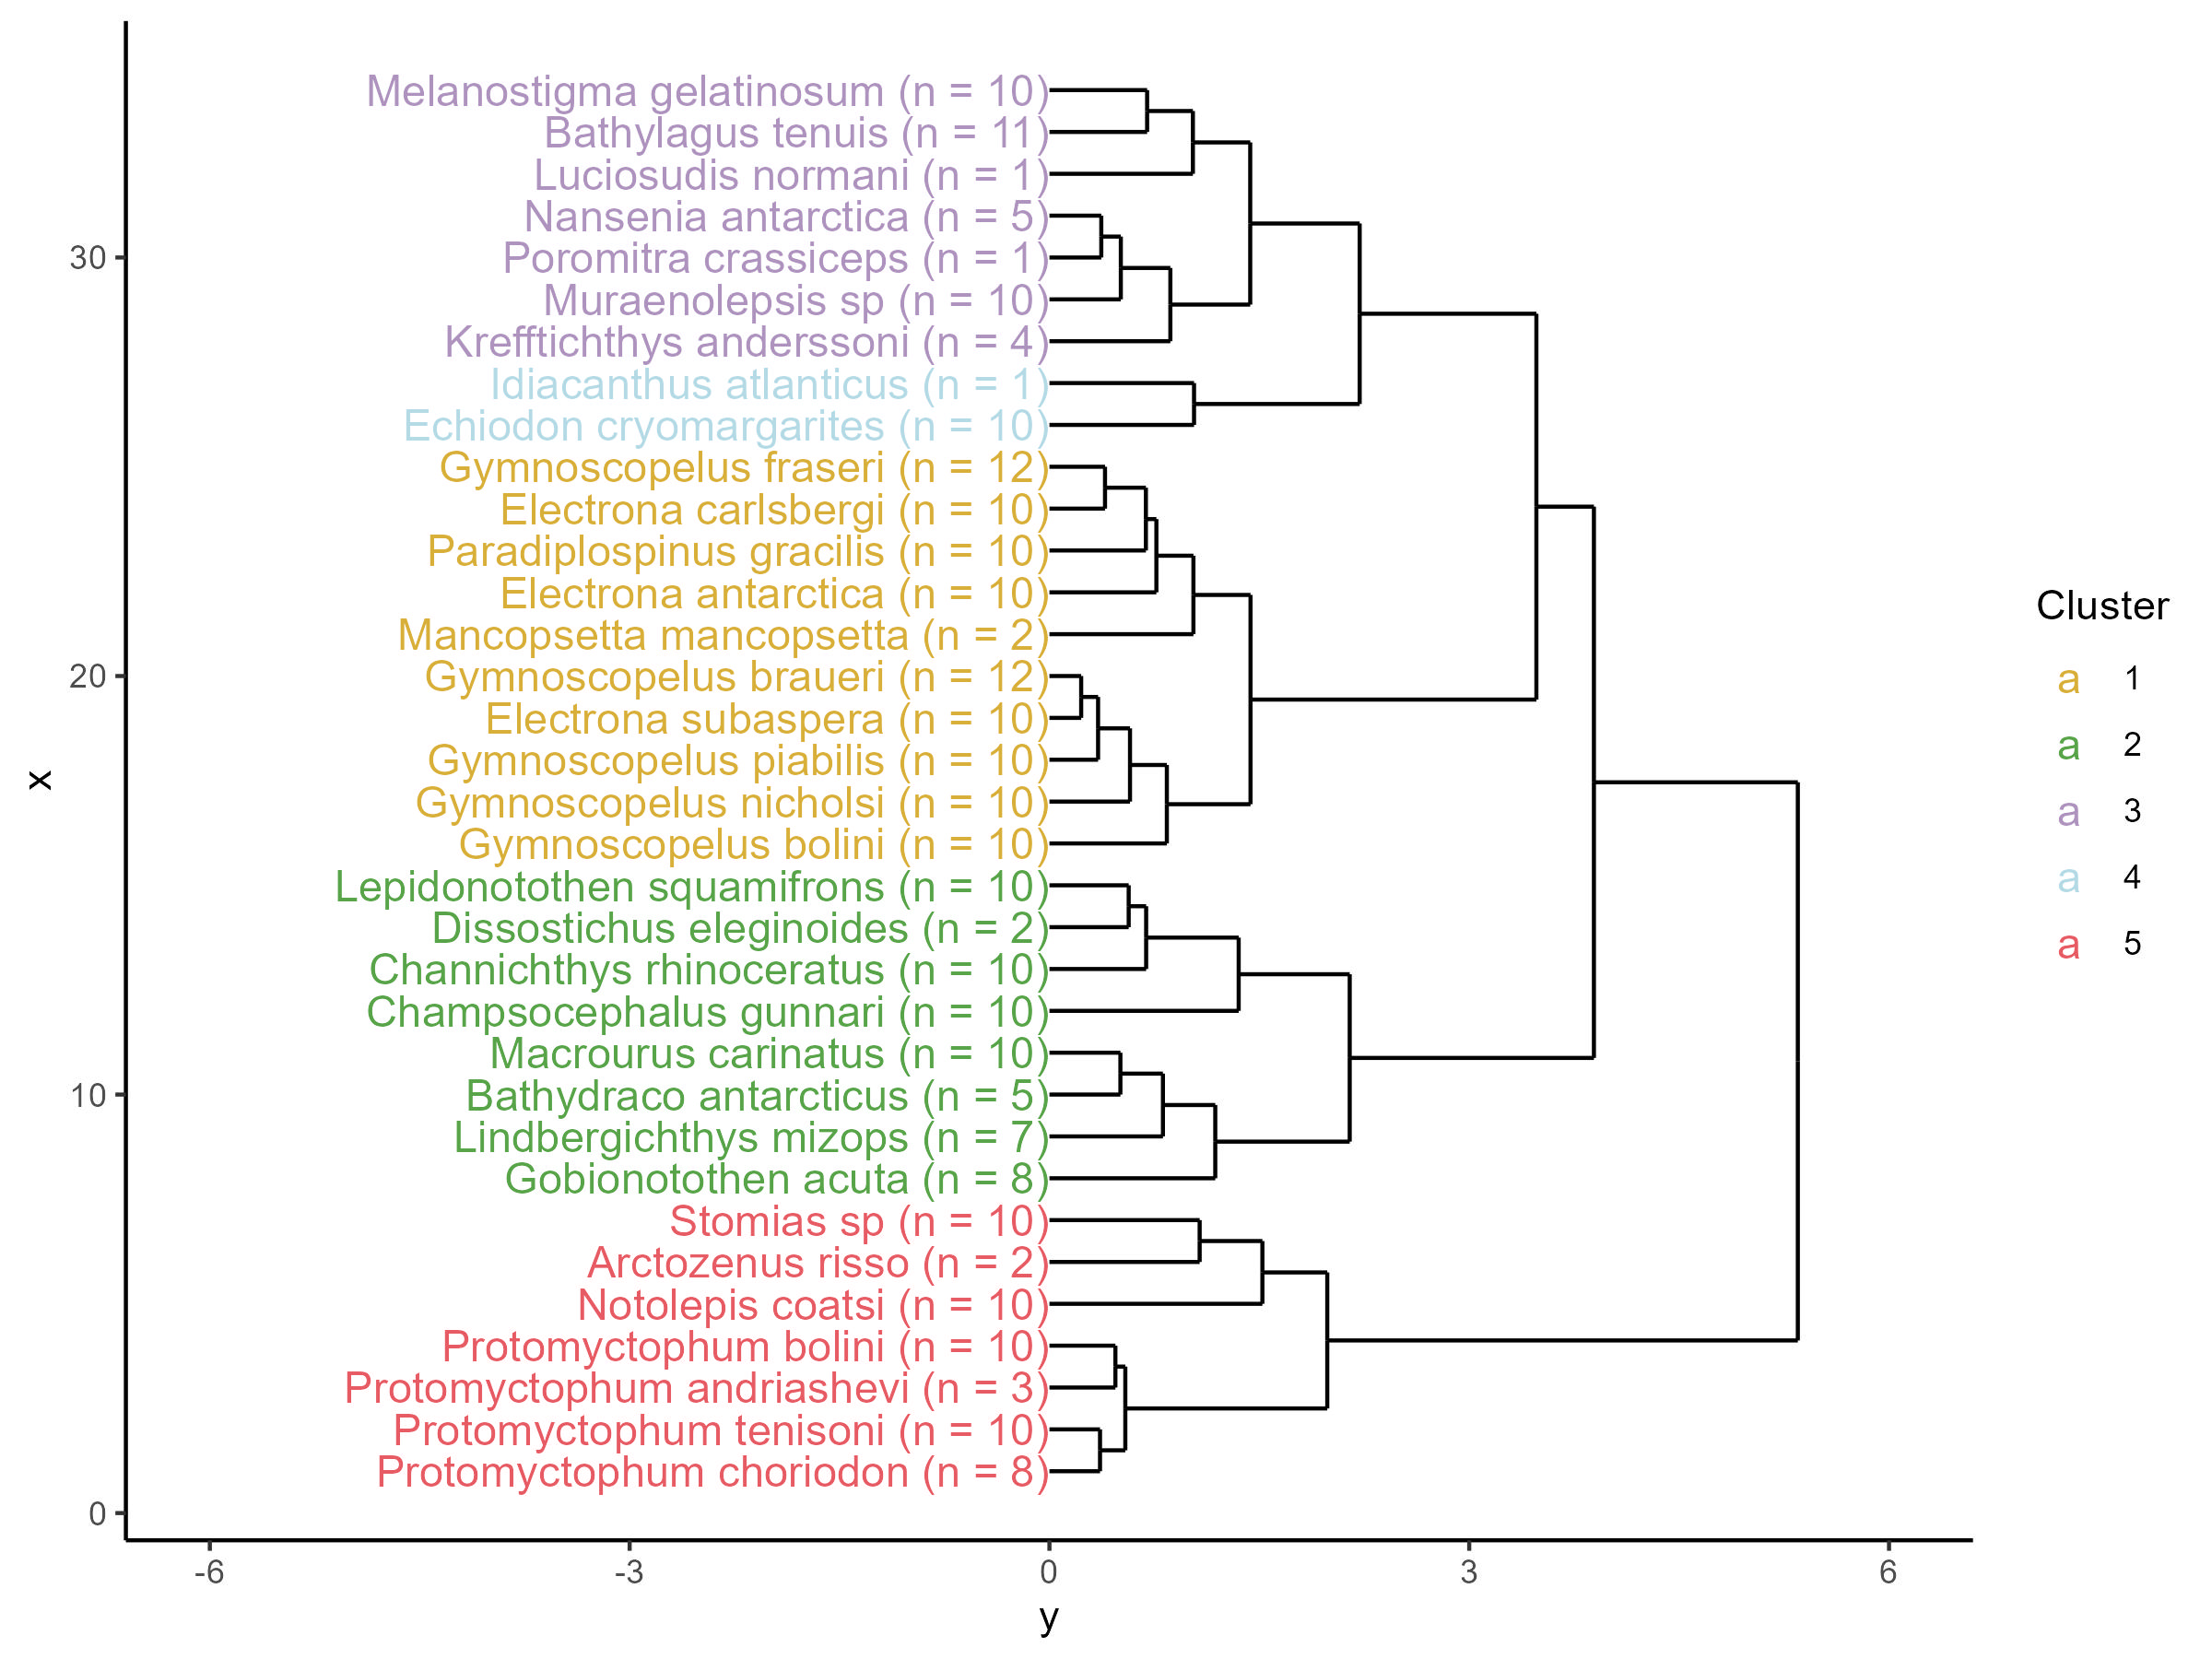 Melanostigma gelatinosum (n = 10)
Bathylagus tenuis (n = 11)
Luciosudis normani (n = 1)
Nansenia antarctica (n = 5)
Poromitra crassiceps (n = 1)
Muraenolepsis sp (n = 10)
Krefftichthys anderssoni (n = 4)
Idiacanthus atlanticus (n = 1)
Echiodon cryomargarites (n = 10)
Gymnoscopelus fraseri (n = 12)
Electrona carlsbergi (n = 10)
Paradiplospinus gracilis (n = 10)
Electrona antarctica (n = 10)
Mancopsetta mancopsetta (n = 2)
Gymnoscopelus braueri (n = 12)
Electrona subaspera (n = 10)
Gymnoscopelus piabilis (n = 10)
Gymnoscopelus nicholsi (n = 10)
Gymnoscopelus bolini (n = 10)
Lepidonotothen squamifrons (n = 10)
Dissostichus eleginoides (n = 2)
Channichthys rhinoceratus (n = 10)
Champsocephalus gunnari (n = 10)
Macrourus carinatus (n = 10)
Bathydraco antarcticus (n = 5)
Lindbergichthys mizops (n = 7)
Gobionotothen acuta (n = 8)
Stomias sp (n = 10)
Arctozenus risso (n = 2)
Notolepis coatsi (n = 10)
Protomyctophum bolini (n = 10)
Protomyctophum andriashevi (n = 3)
Protomyctophum tenisoni (n = 10)
Protomyctophum choriodon (n = 8)
30
20
10
0
x
-6 -3 0 3 6
y
Cluster
a 1
a 2
a 3
a 4
a 5